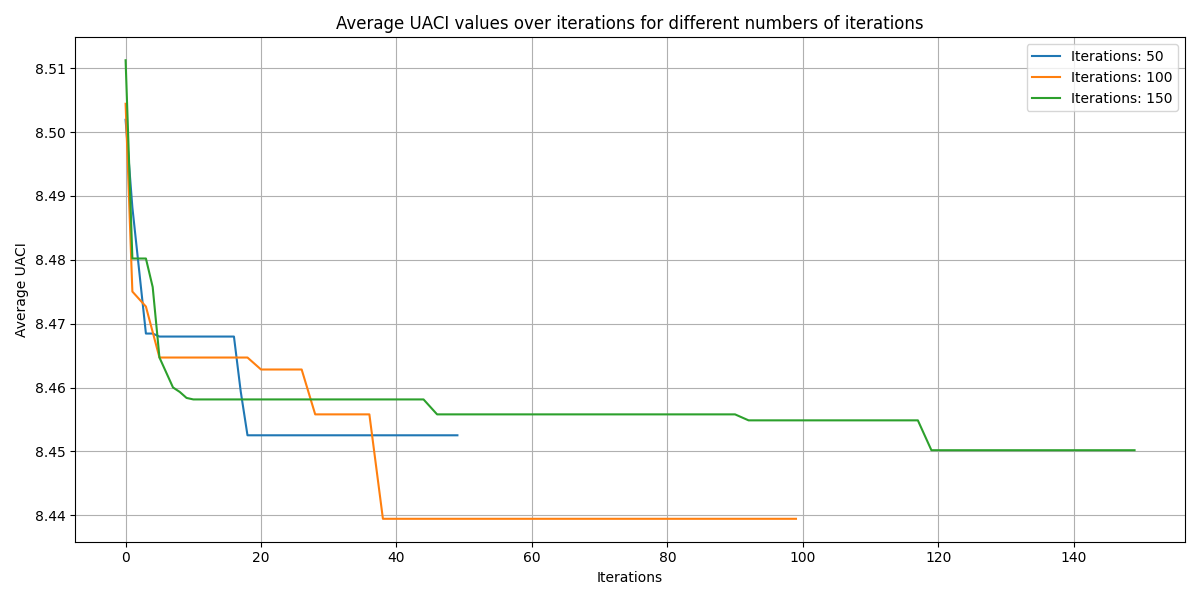 Average UACI values over iterations for different numbers of iterations
Iterations: 50
Iterations: 100
Iterations: 150
Average UACI
8.51
8.50
8.49
8.48
8.47
8.46
8.45
8.44
0 20 40 60 80 100 120 140
Iterations